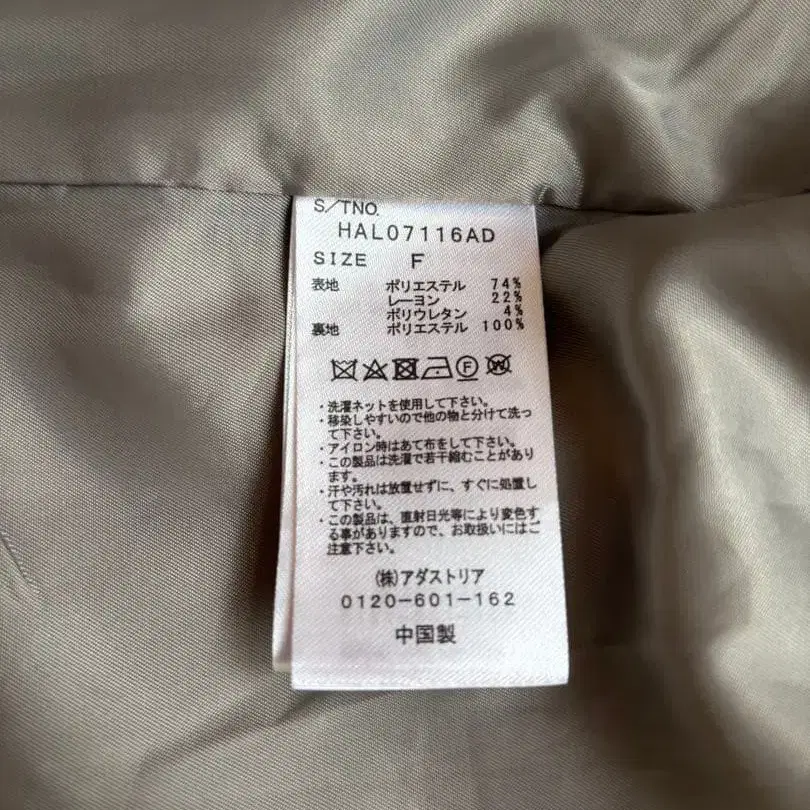 S/TNO.
HAL07116AD
SIZE F
表地 ポリエステル 74%
レーヨン 22%
ポリウレタン 4%
裏地 ポリエステル 100%
F
W
・洗濯ネットを使用して下さい。
・移染しやすいので他の物と分けて洗っ
て下さい。
・アイロン時はあて布をして下さい。
・この製品は洗濯で若干縮むことがあり
ます。
・汗や汚れは放置せずに、すぐに処置し
て下さい。
・この製品は、直射日光等により変色す
る事がありますので、お取扱いにはご
注意下さい。
(株)アダストリア
0120-601-162
中国製